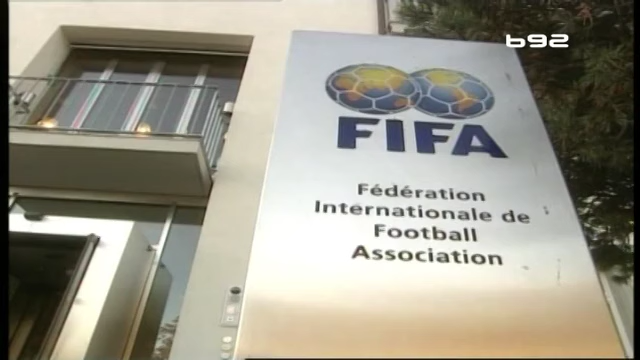 b92
FIFA
Fédération
Internationale de
Football
Association